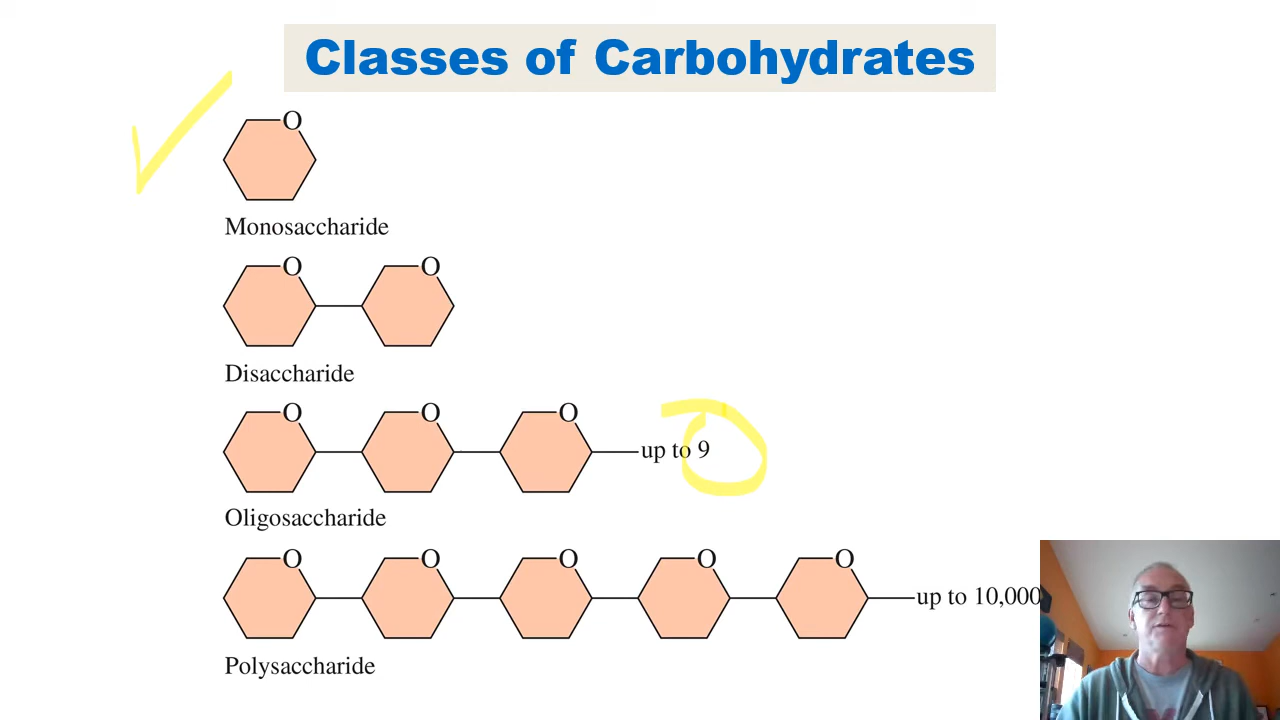 Classes of Carbohydrates
O
Monosaccharide
O O
Disaccharide
O O O
up to 9
Oligosaccharide
O O O O O
up to 10,000
Polysaccharide